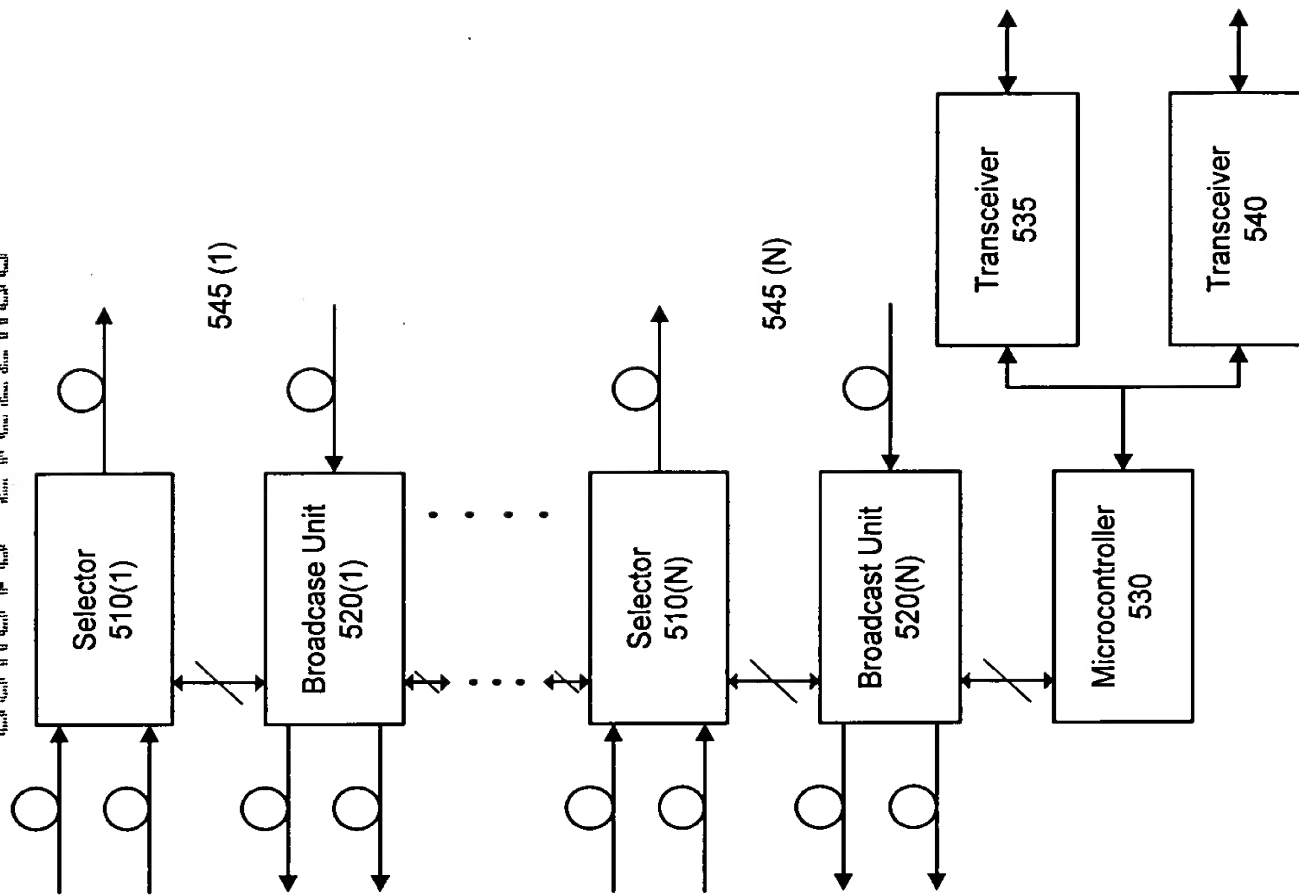 Selector
510(1)
545 (1)
Broadcase Unit
520(1)
Selector
510(N)
545 (N)
Broadcast Unit
520(N)
Transceiver
535
Microcontroller
530
Transceiver
540